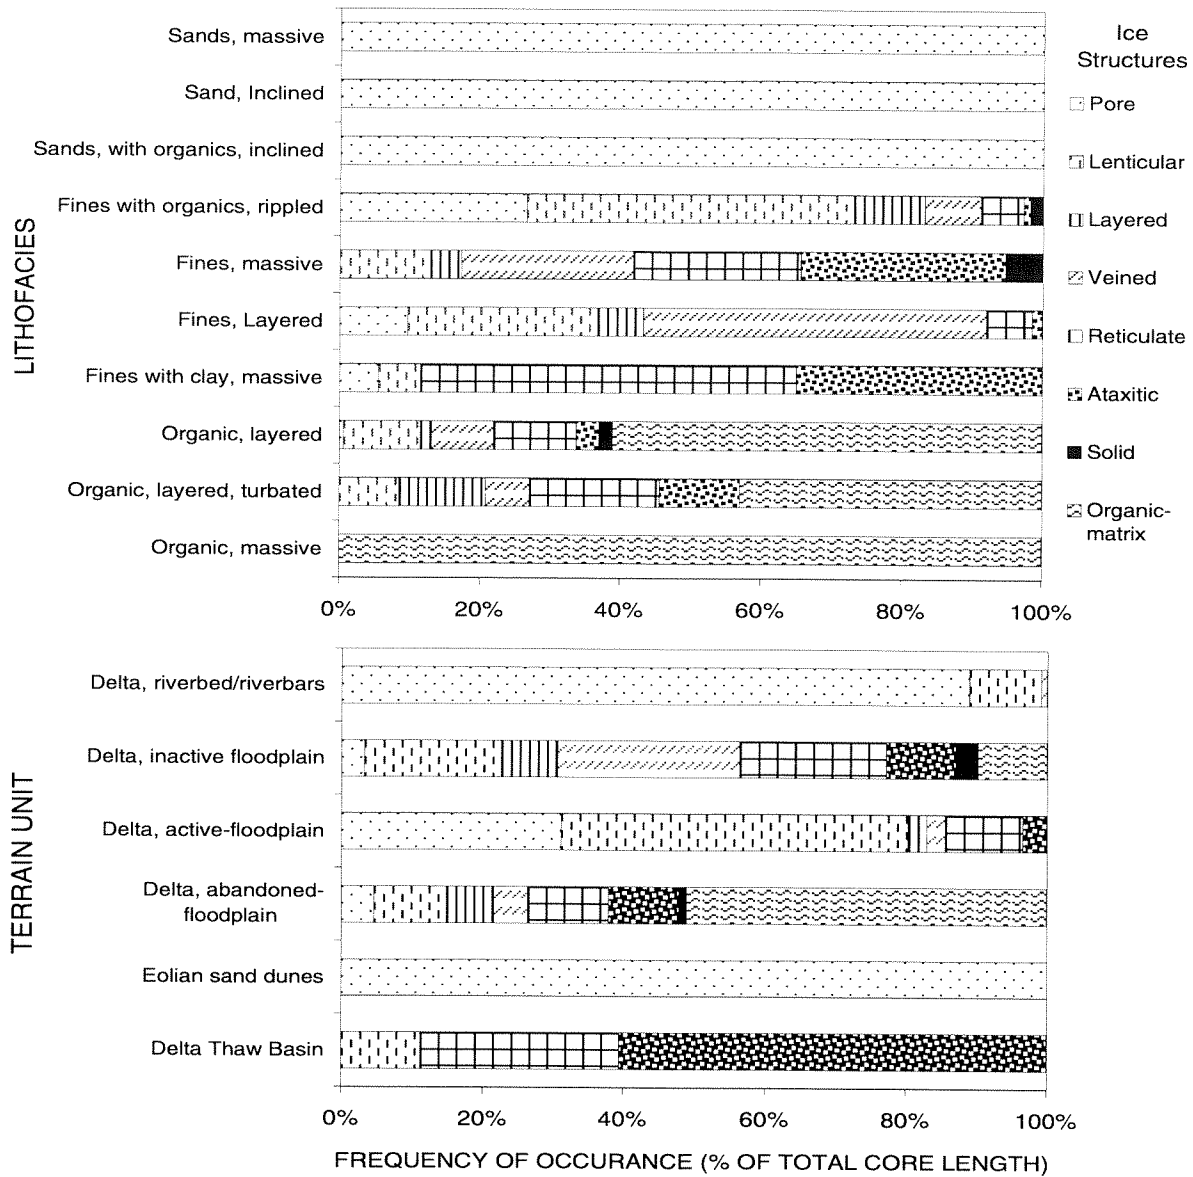 Ice
Structures
Pore
Lenticular
Layered
Veined
Reticulate
Ataxitic
Solid
Organic-
matrix
LITHOFACIES
Sands, massive
Sand, Inclined
Sands, with organics, inclined
Fines with organics, rippled
Fines, massive
Fines, Layered
Fines with clay, massive
Organic, layered
Organic, layered, turbated
Organic, massive
0% 20% 40% 60% 80% 100%
TERRAIN UNIT
Delta, riverbed/riverbars
Delta, inactive floodplain
Delta, active-floodplain
Delta, abandoned-
floodplain
Eolian sand dunes
Delta Thaw Basin
0% 20% 40% 60% 80% 100%
FREQUENCY OF OCCURANCE (% OF TOTAL CORE LENGTH)